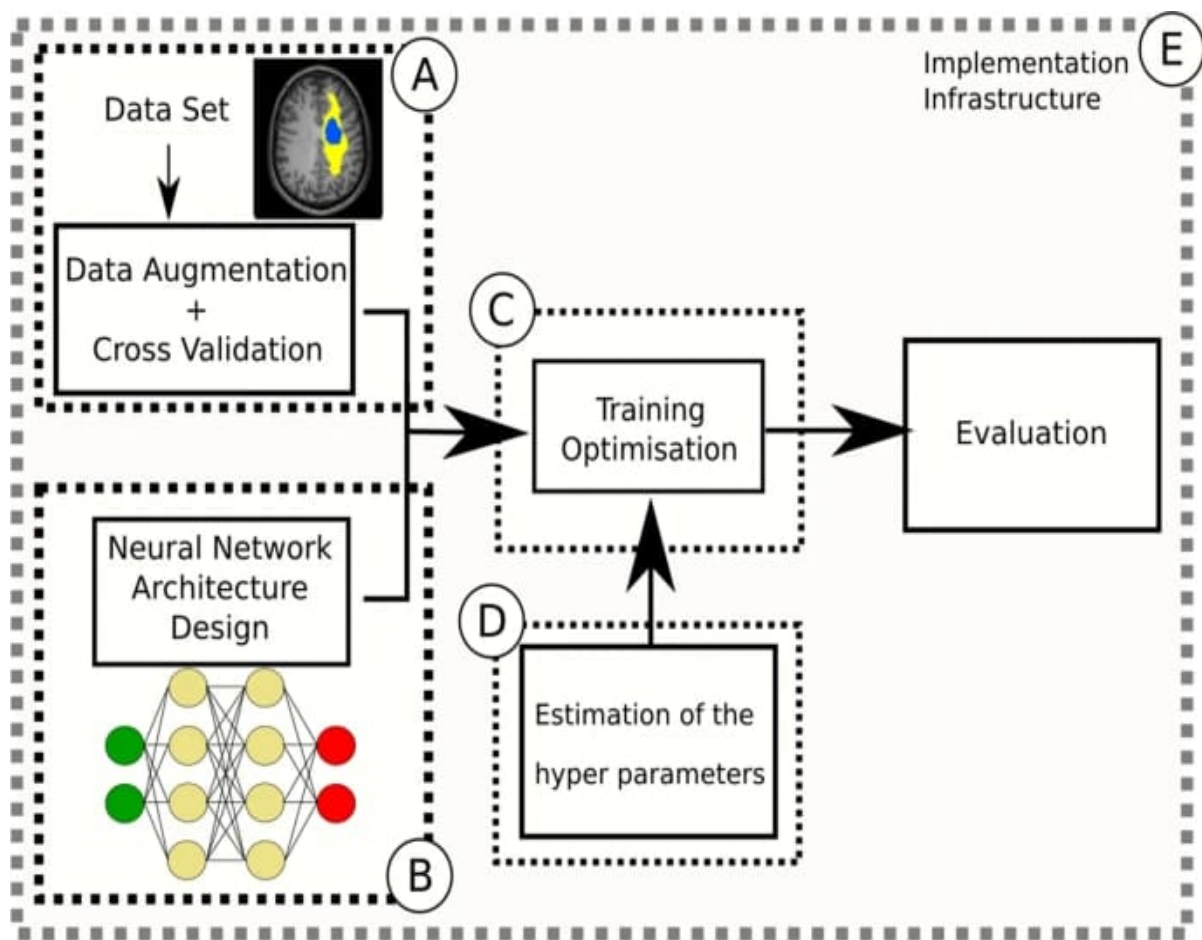 A
E
Implementation
Infrastructure
Data Set
Data Augmentation
+
Cross Validation
C
Training
Optimisation
Evaluation
Neural Network
Architecture
Design
B
D
Estimation of the
hyper parameters